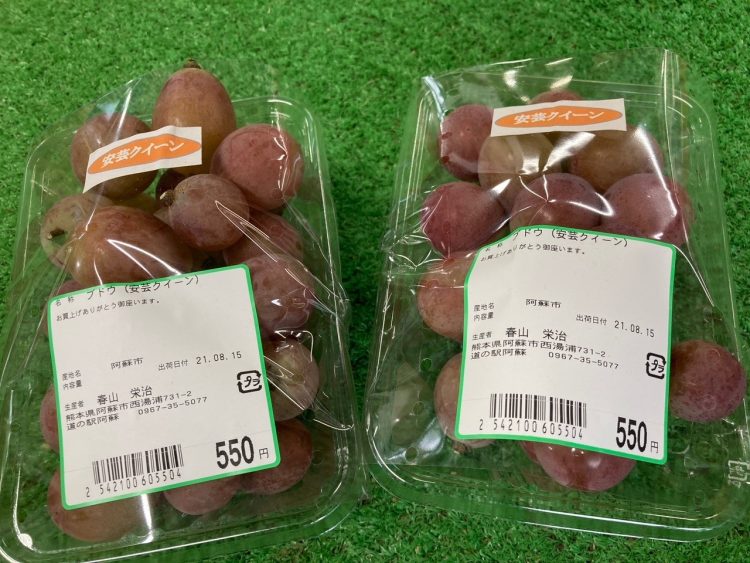 安芸クイーン
名称 ブドウ（安芸クイーン）
お買上げありがとう御座います。
産地名 阿蘇市 出荷日付 21.08.15
内容量
生産者 春山 栄治
熊本県阿蘇市西湯浦731-2
道の駅阿蘇 0967-35-5077
プラ
2 542100 605504
550円
安芸クイーン
ブドウ（安芸クイーン）
お買上げありがとう御座います。
産地名 阿蘇市 出荷日付 21.08.15
内容量
生産者 春山 栄治
熊本県阿蘇市西湯浦731-2
道の駅阿蘇 0967-35-5077
プラ
2 542100 605504
550円